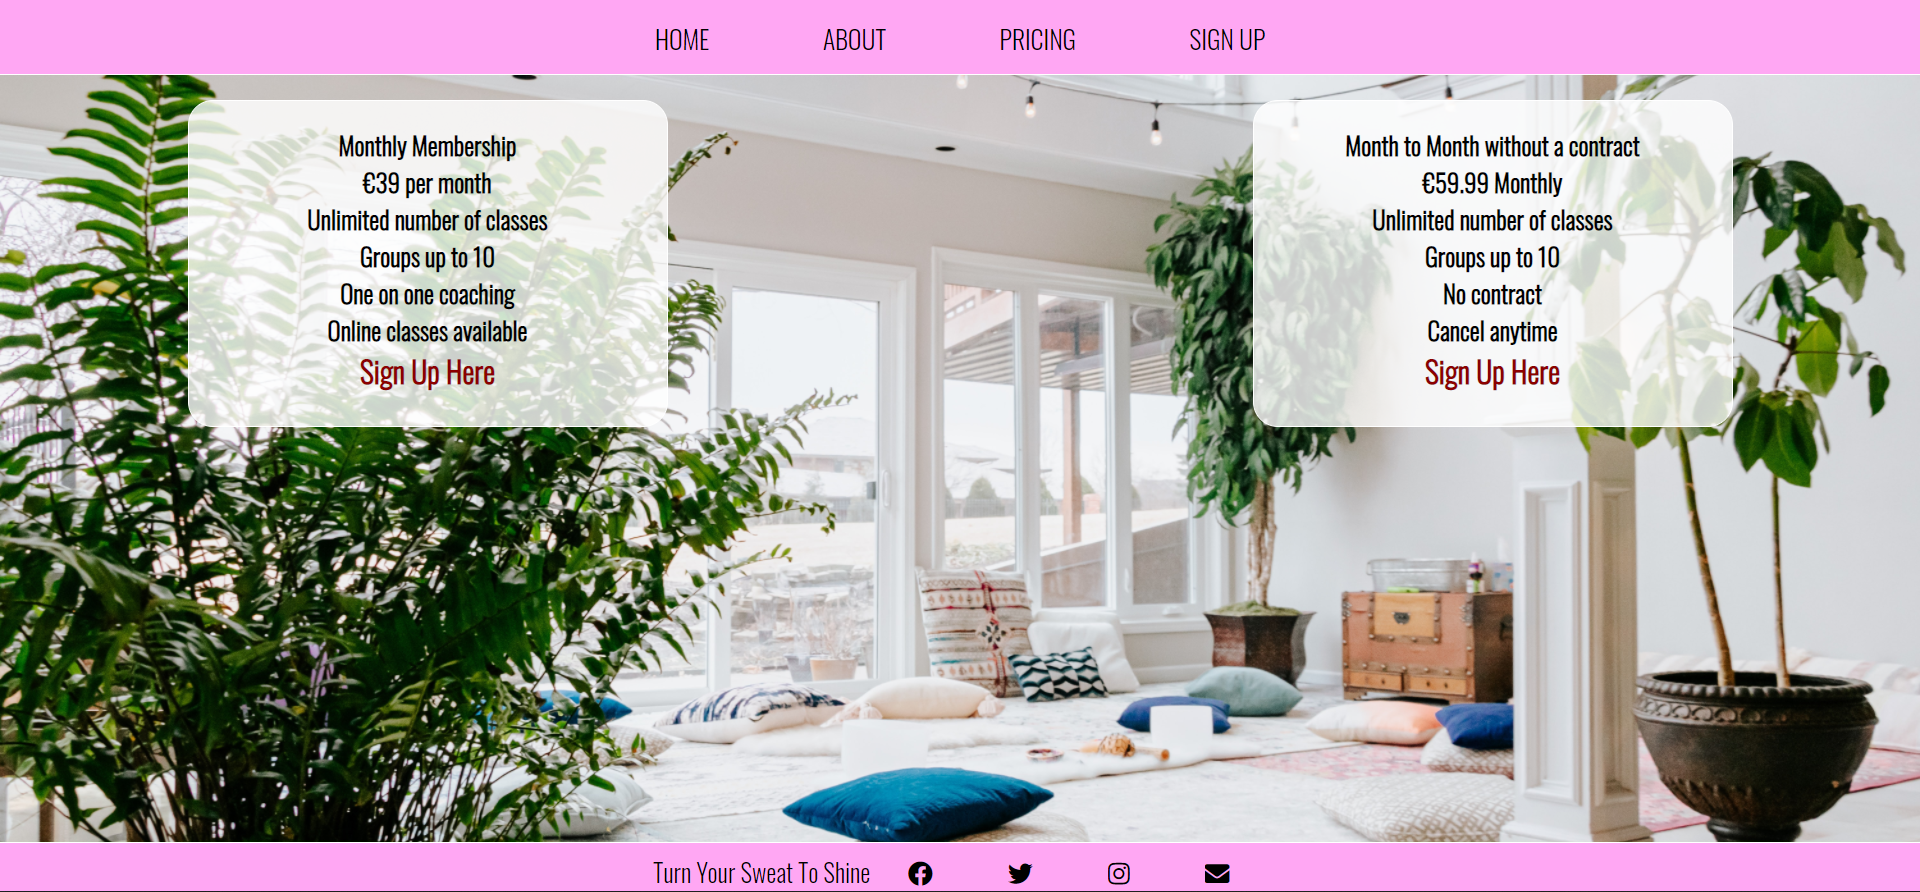 HOME ABOUT PRICING SIGN UP
Monthly Membership
€39 per month
Unlimited number of classes
Groups up to 10
One on one coaching
Online classes available
Sign Up Here
Month to Month without a contract
€59.99 Monthly
Unlimited number of classes
Groups up to 10
No contract
Cancel anytime
Sign Up Here
Turn Your Sweat To Shine